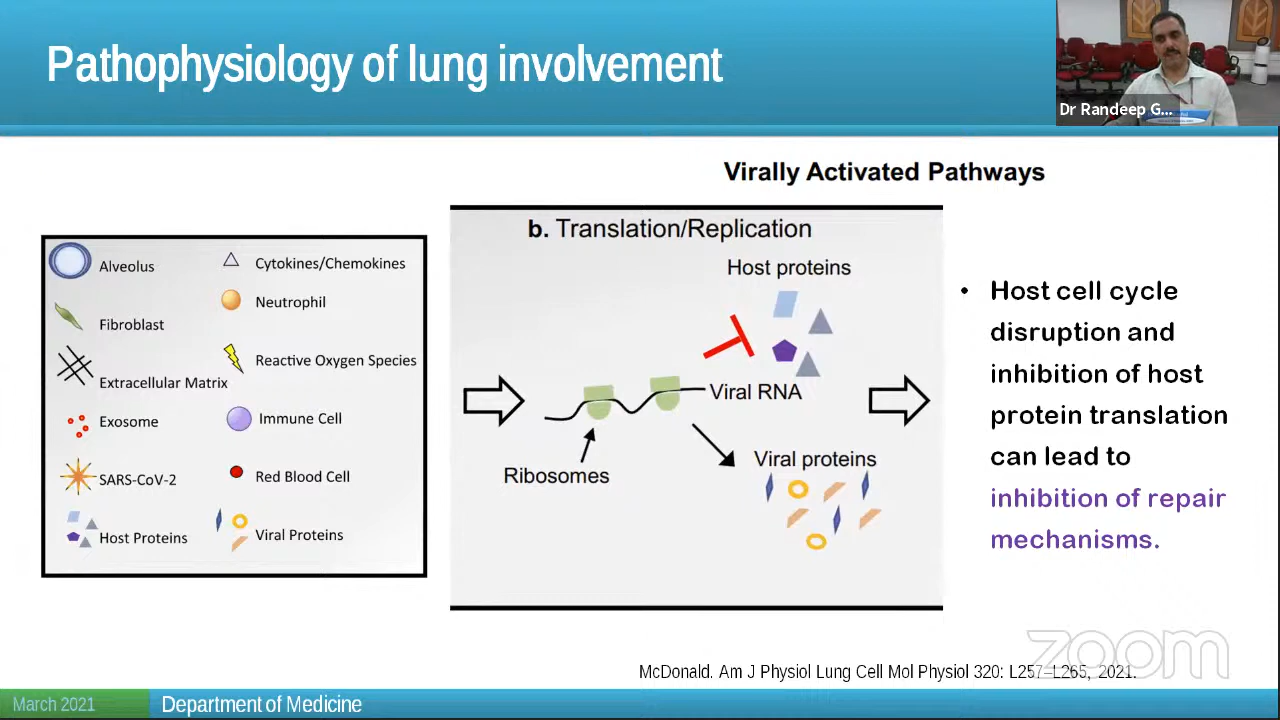 Pathophysiology of lung involvement
Dr Randeep G...
Virally Activated Pathways
Alveolus
Fibroblast
Extracellular Matrix
Exosome
SARS-CoV-2
Host Proteins
Cytokines/Chemokines
Neutrophil
Reactive Oxygen Species
Immune Cell
Red Blood Cell
Viral Proteins
b. Translation/Replication
Host proteins
Viral RNA
Ribosomes
Viral proteins
• Host cell cycle
disruption and
inhibition of host
protein translation
can lead to
inhibition of repair
mechanisms.
zoom
McDonald. Am J Physiol Lung Cell Mol Physiol 320: L257–L265, 2021.
March 2021
Department of Medicine